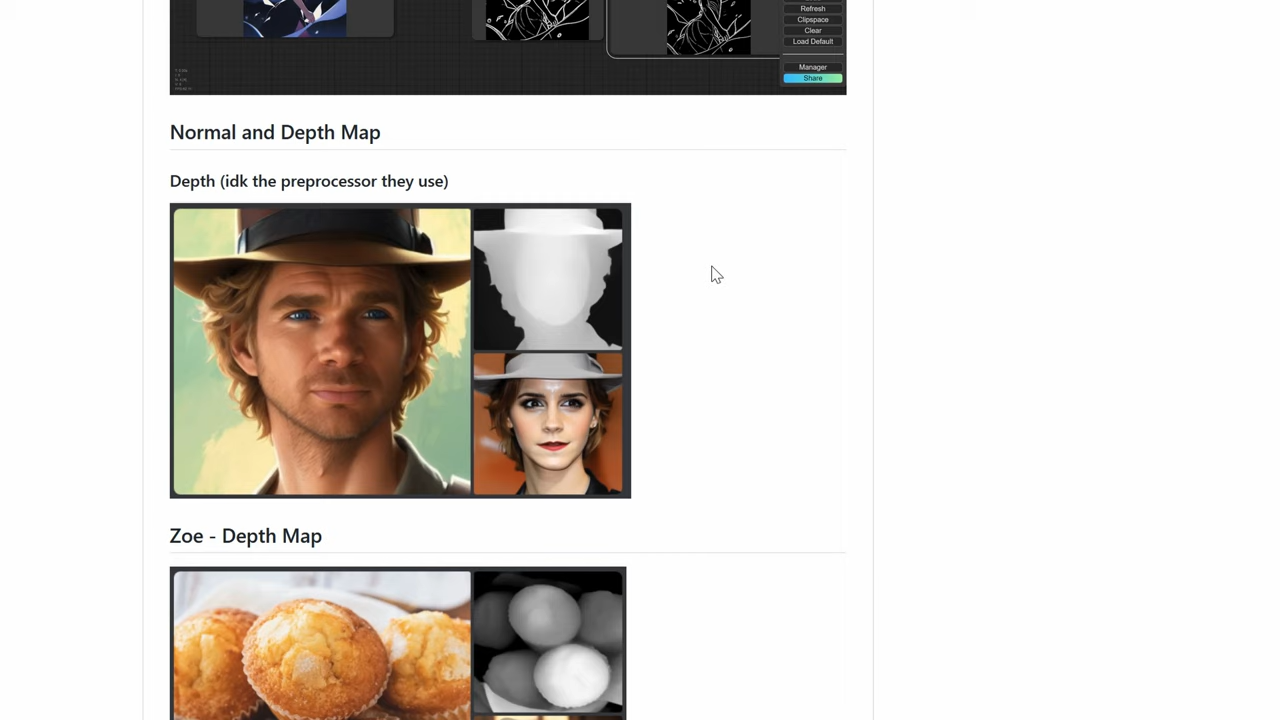 Refresh
Clipspace
Clear
Load Default
Manager
Share
Normal and Depth Map
Depth (idk the preprocessor they use)
Zoe - Depth Map